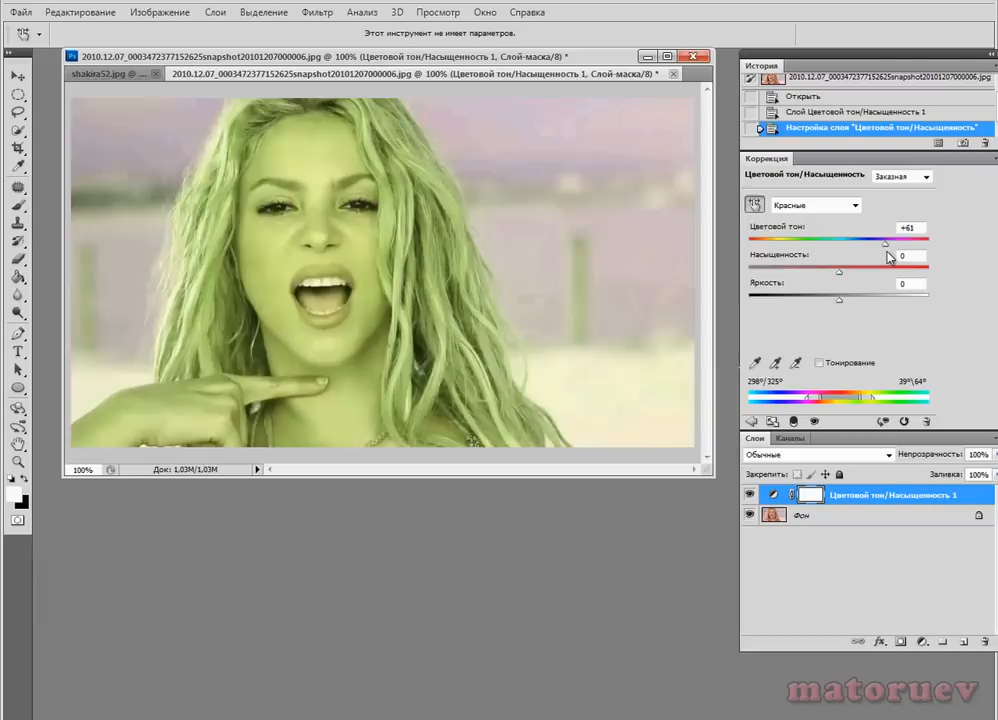 Файл Редактирование Изображение Слои Выделение Фильтр Анализ 3D Просмотр Окно Справка
Этот инструмент не имеет параметров.
2010.12.07_0003472377152625snapshot20101207000006.jpg @ 100% (Цветовой тон/Насыщенность 1, Слой-маска/8) *
shakira52.jpg @ ...
2010.12.07_0003472377152625snapshot20101207000006.jpg @ 100% (Цветовой тон/Насыщенность 1, Слой-маска/8) *
100%
Док: 1,03M/1,03M
История
2010.12.07_0003472377152625snapshot20101207000006.jpg
Открыть
Слой Цветовой тон/Насыщенность 1
Настройка слоя "Цветовой тон/Насыщенность"
Коррекция
Цветовой тон/Насыщенность Заказная
Красные
Цветовой тон: +61
Насыщенность: 0
Яркость: 0
Тонирование
298°/325° 39°\64°
Слои Каналы
Обычные Непрозрачность: 100%
Закрепить: Заливка: 100%
Цветовой тон/Насыщенность 1
Фон
matoruev